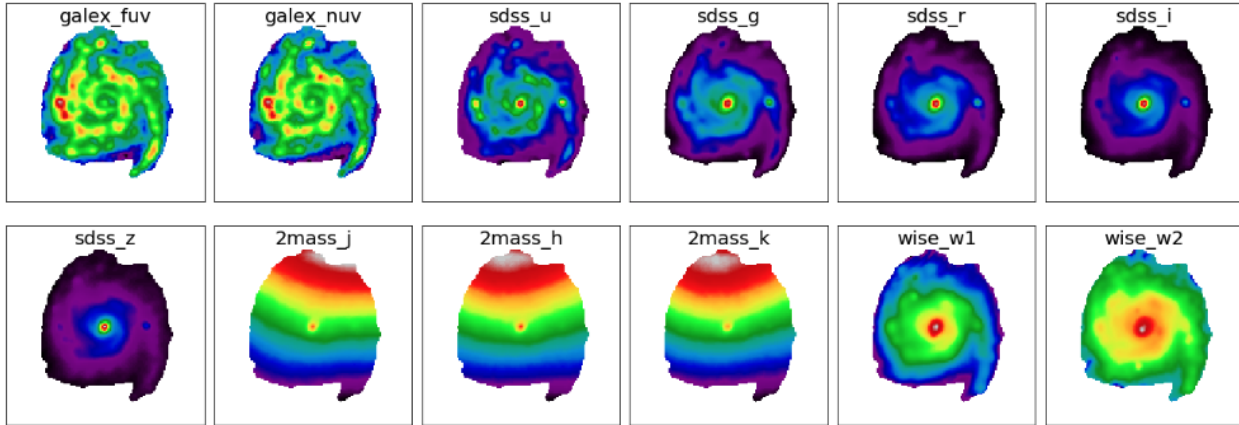 galex_fuv galex_nuv sdss_u sdss_g sdss_r sdss_i
sdss_z 2mass_j 2mass_h 2mass_k wise_w1 wise_w2